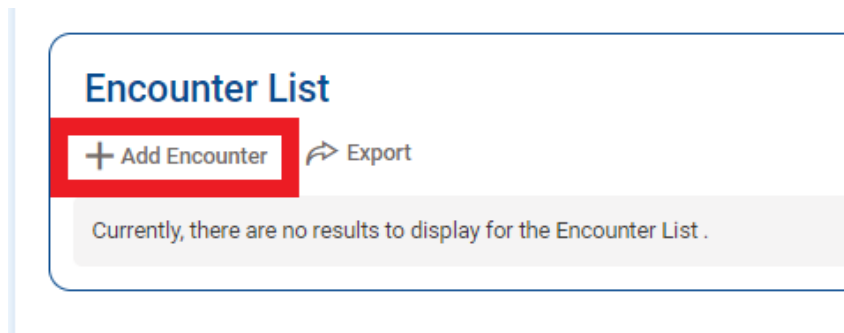 Encounter List
Add Encounter Export
Currently, there are no results to display for the Encounter List .